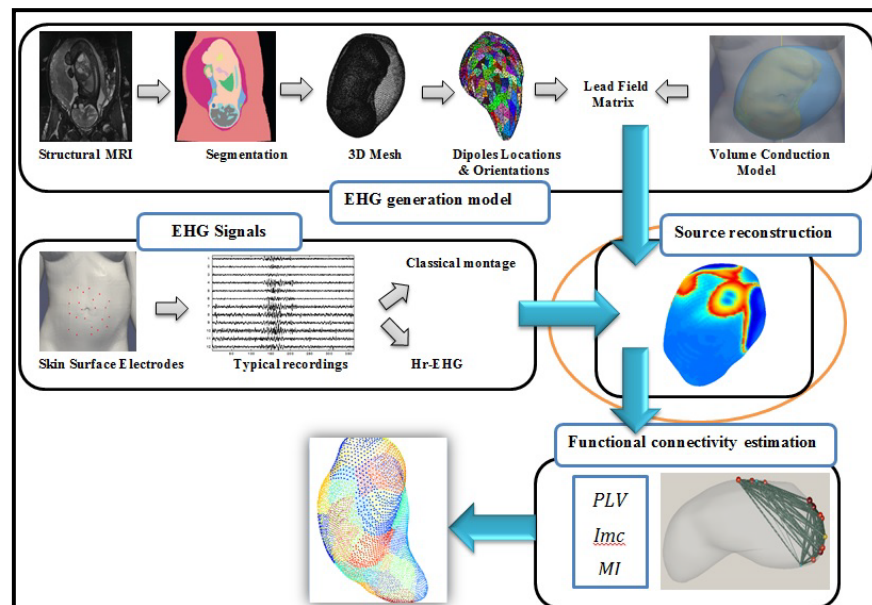 Structural MRI
Segmentation
3D Mesh
Dipoles Locations
& Orientations
Lead Field
Matrix
Volume Conduction
Model
EHG generation model
EHG Signals
Source reconstruction
Skin Surface Electrodes
Typical recordings
Classical montage
Hr-EHG
Functional connectivity estimation
PLV
Imc
MI